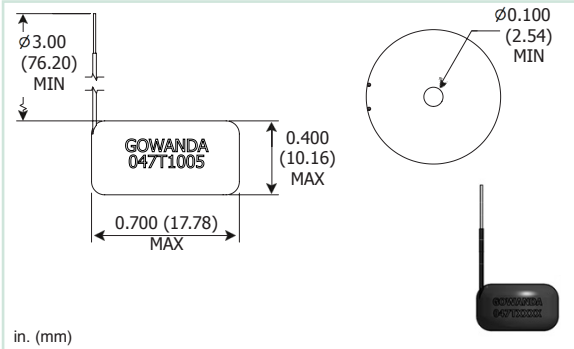 Ø3.00
(76.20)
MIN
GOWANDA
047T1005
0.400
(10.16)
MAX
0.700 (17.78)
MAX
Ø0.100
(2.54)
MIN
GOWANDA
047TXXXX
in. (mm)